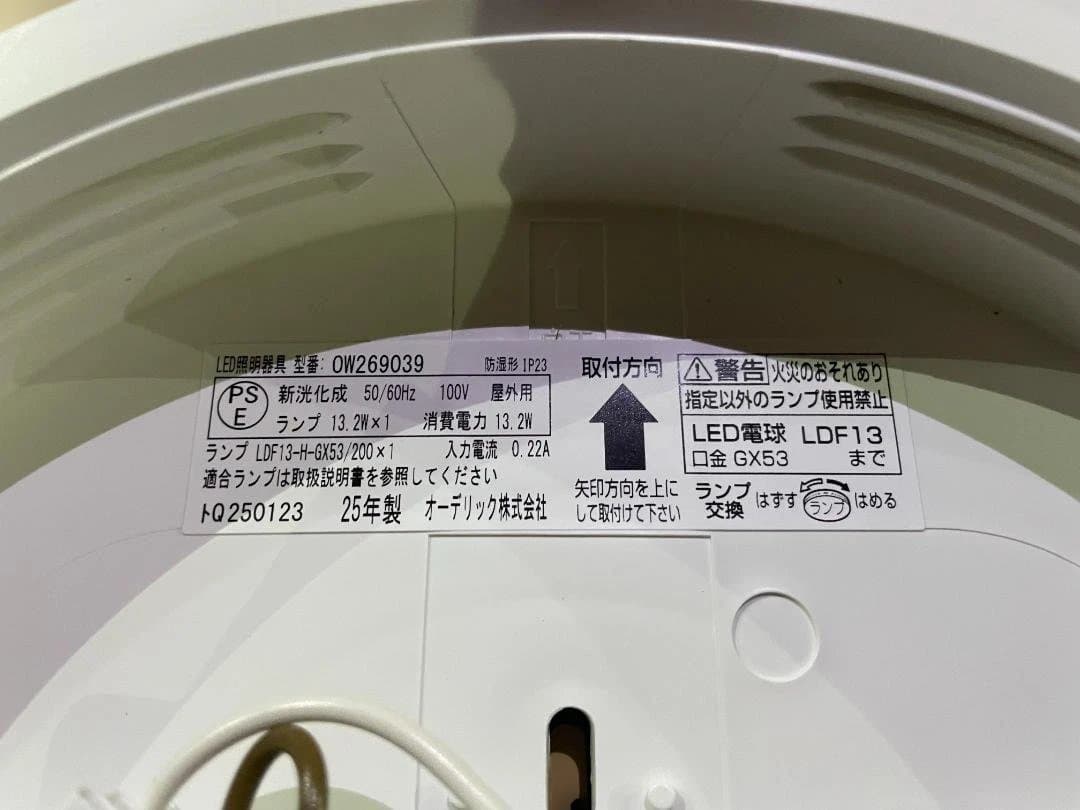 LED照明器具 型番: OW269039 防湿形 IP23
PS
E
新洸化成 50/60Hz 100V 屋外用
ランプ 13.2W×1 消費電力 13.2W
ランプ LDF13-H-GX53/200×1 入力電流 0.22A
適合ランプは取扱説明書を参照してください
トQ250123 25年製 オーデリック株式会社
取付方向
矢印方向を上に
して取付けて下さい
警告 火災のおそれあり
指定以外のランプ使用禁止
LED電球 LDF13
口金 GX53 まで
ランプ
交換 はずす ランプ はめる